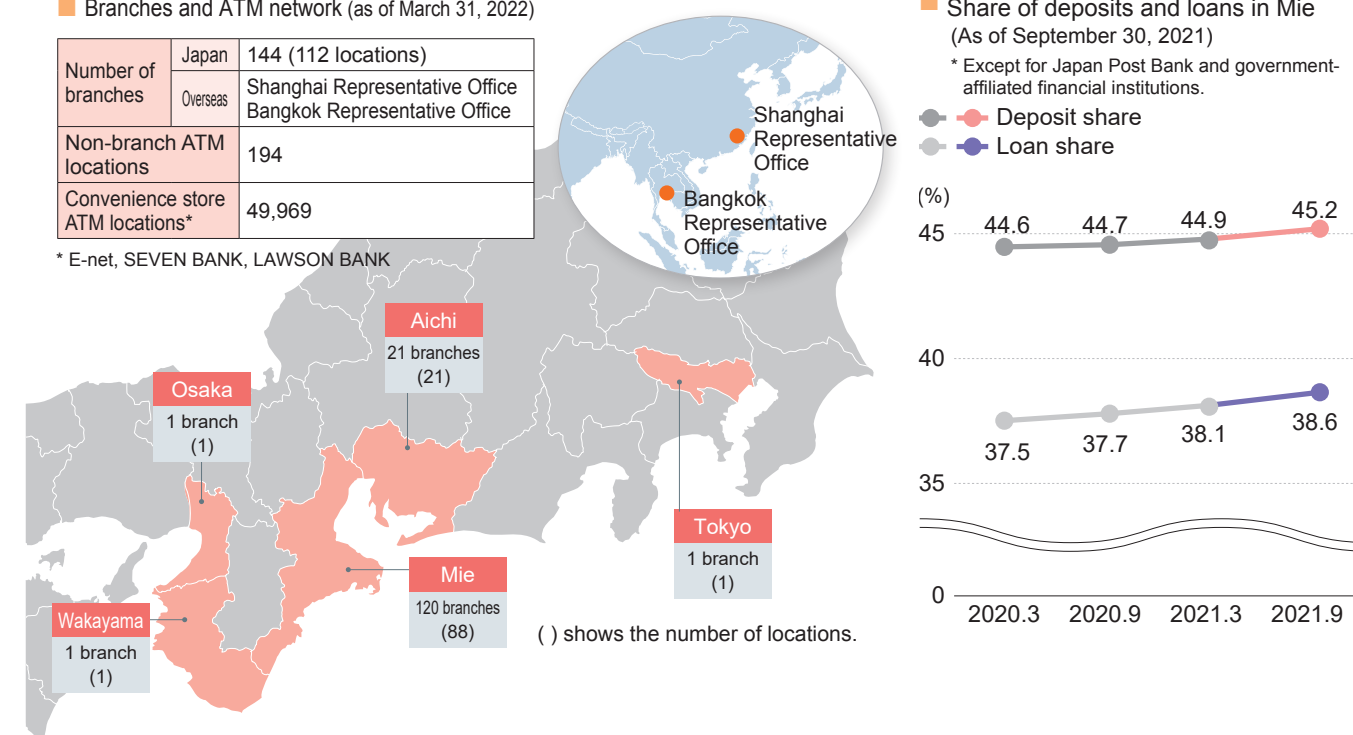 Branches and ATM network (as of March 31, 2022)
Number of
branches
Japan
144 (112 locations)
Overseas
Shanghai Representative Office
Bangkok Representative Office
Non-branch ATM
locations
194
Convenience store
ATM locations*
49,969
* E-net, SEVEN BANK, LAWSON BANK
Shanghai
Representative
Office
Bangkok
Representative
Office
Aichi
21 branches
(21)
Osaka
1 branch
(1)
Tokyo
1 branch
(1)
Mie
120 branches
(88)
Wakayama
1 branch
(1)
( ) shows the number of locations.
Share of deposits and loans in Mie
(As of September 30, 2021)
* Except for Japan Post Bank and government-
affiliated financial institutions.
Deposit share
Loan share
(%)
44.6 44.7 44.9 45.2
45
40
37.5 37.7 38.1 38.6
35
0
2020.3 2020.9 2021.3 2021.9